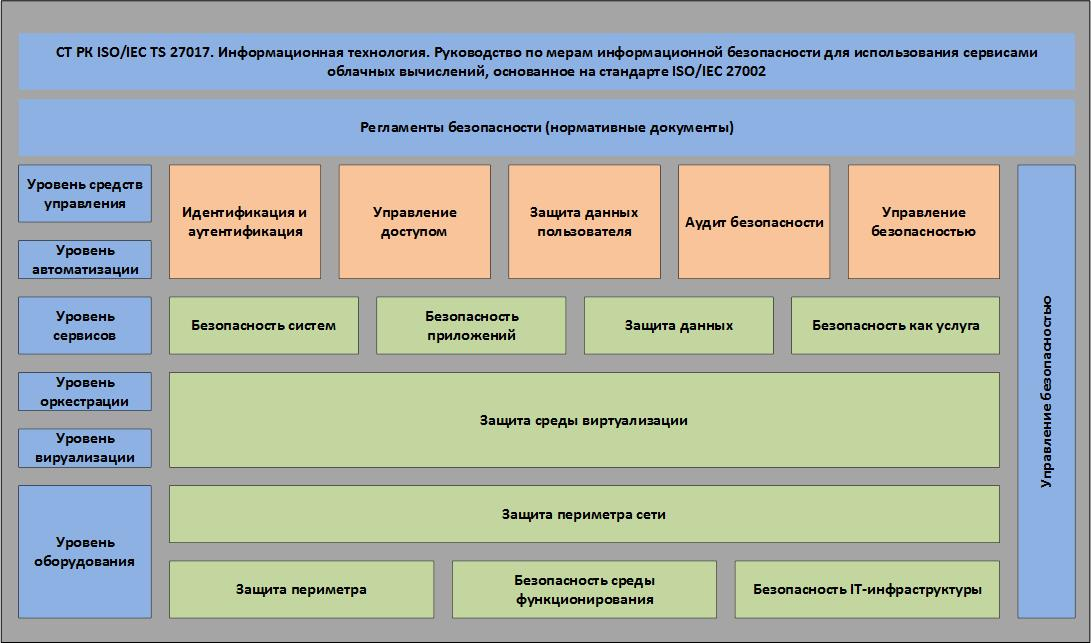 СТ РК ISO/IEC TS 27017. Информационная технология. Руководство по мерам информационной безопасности для использования сервисами
облачных вычислений, основанное на стандарте ISO/IEC 27002
Регламенты безопасности (нормативные документы)
Уровень средств
управления
Уровень
автоматизации
Идентификация и
аутентификация
Управление
доступом
Защита данных
пользователя
Аудит безопасности
Управление
безопасностью
Уровень
сервисов
Безопасность систем
Безопасность
приложений
Защита данных
Безопасность как услуга
Уровень
оркестрации
Уровень
вируализации
Защита среды виртуализации
Уровень
оборудования
Защита периметра сети
Защита периметра
Безопасность среды
функционирования
Безопасность IT-инфраструктуры
Управление безопасностью